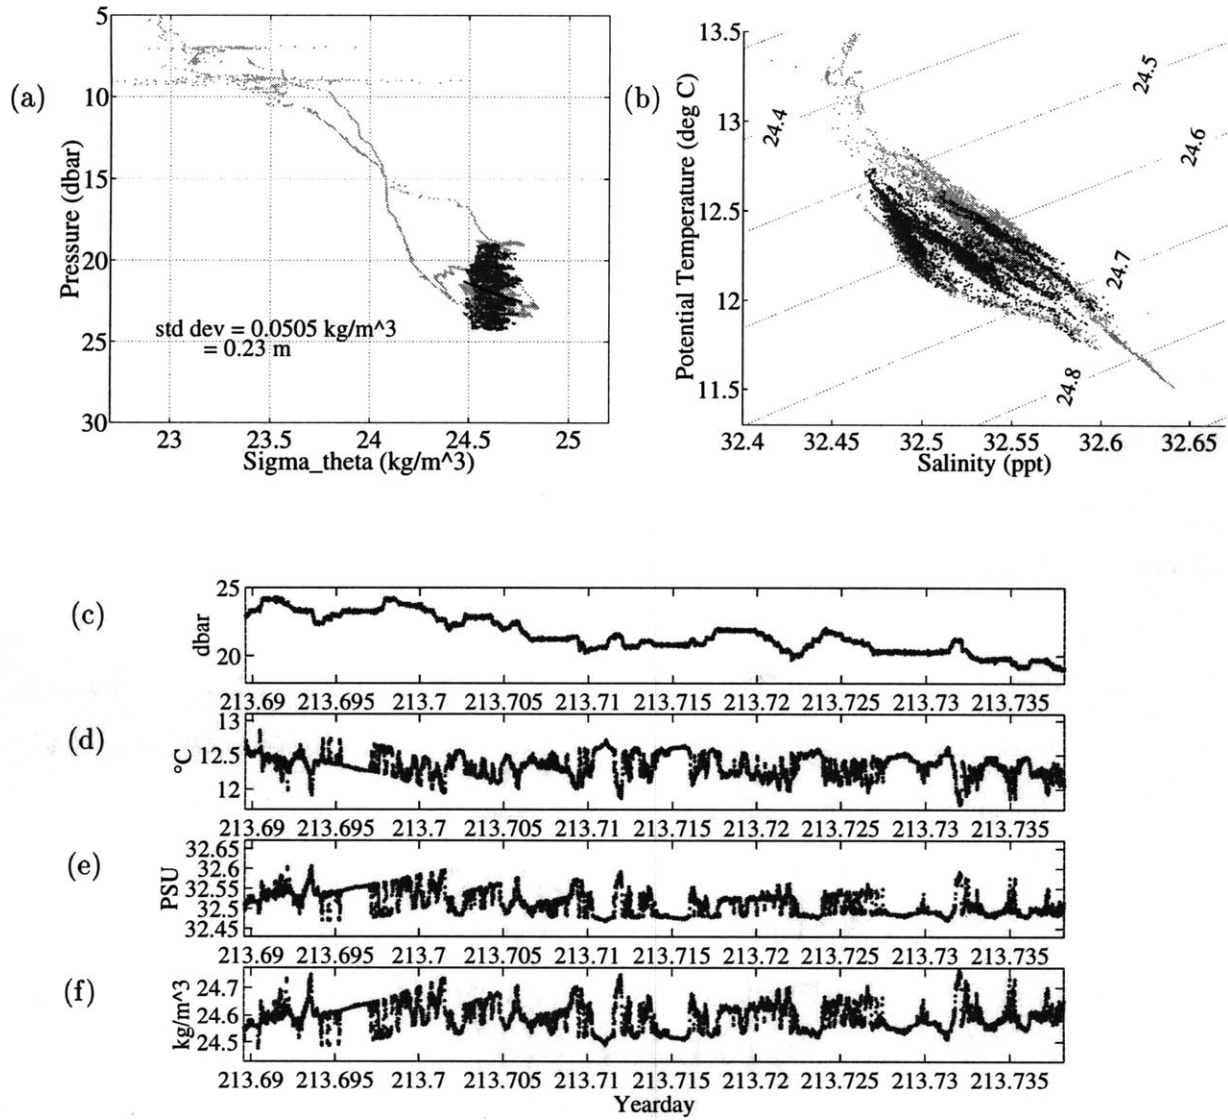 (a)
5
10
15
20
25
30
Pressure (dbar)
std dev = 0.0505 kg/m^3
= 0.23 m
23 23.5 24 24.5 25
Sigma_theta (kg/m^3)
(b)
13.5
13
12.5
12
11.5
Potential Temperature (deg C)
24.4
24.5
24.6
24.7
24.8
32.4 32.45 32.5 32.55 32.6 32.65
Salinity (ppt)
(c)
25
20
dbar
213.69 213.695 213.7 213.705 213.71 213.715 213.72 213.725 213.73 213.735
(d)
13
12.5
12
°C
213.69 213.695 213.7 213.705 213.71 213.715 213.72 213.725 213.73 213.735
(e)
32.65
32.6
32.55
32.5
32.45
PSU
213.69 213.695 213.7 213.705 213.71 213.715 213.72 213.725 213.73 213.735
(f)
24.7
24.6
24.5
kg/m^3
213.69 213.695 213.7 213.705 213.71 213.715 213.72 213.725 213.73 213.735
Yearday